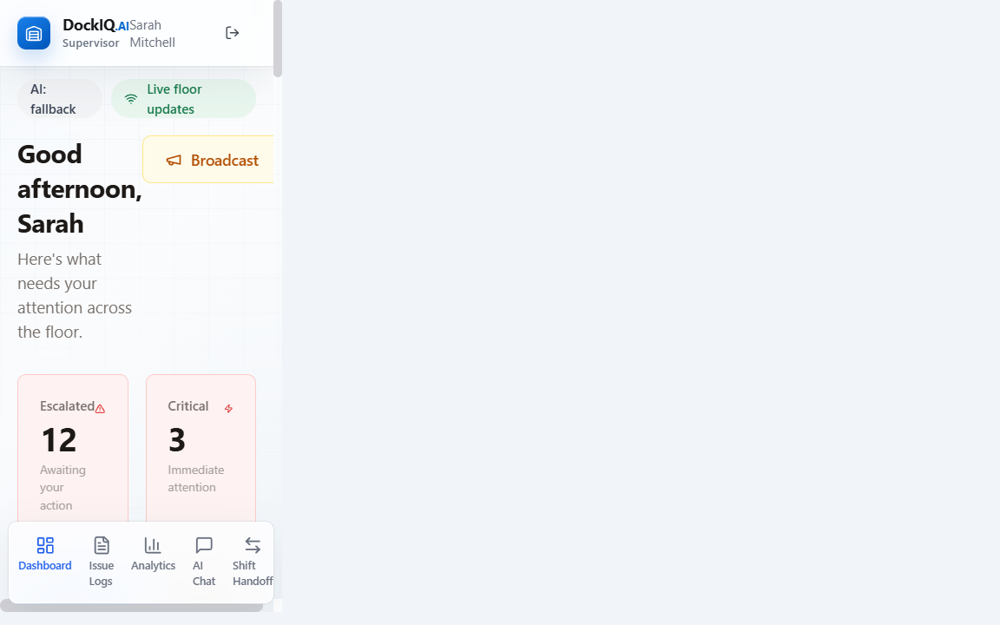 DockIQ.AI
Supervisor
Sarah
Mitchell
AI:
fallback
Live floor
updates
Good
afternoon,
Sarah
Broadcast
Here's what
needs your
attention across
the floor.
Escalated
12
Awaiting
your
action
Critical
3
Immediate
attention
Dashboard
Issue
Logs
Analytics
AI
Chat
Shift
Handoff